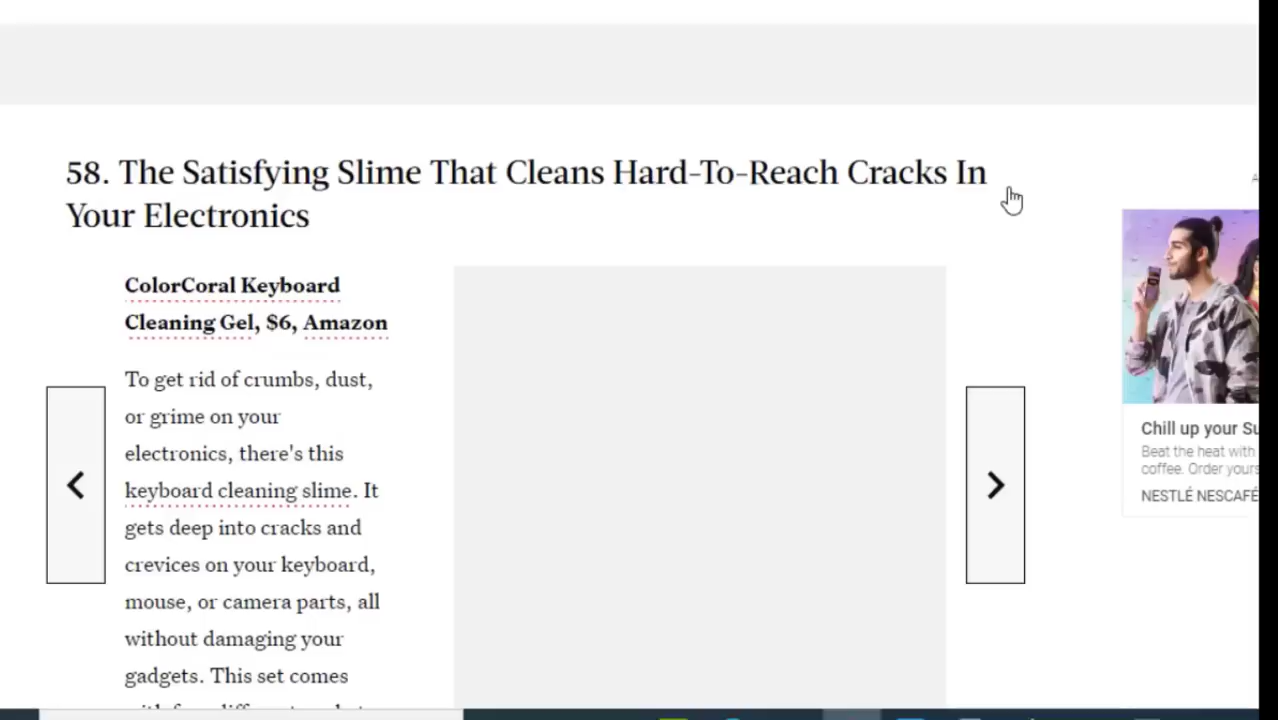 58. The Satisfying Slime That Cleans Hard-To-Reach Cracks In
Your Electronics
ColorCoral Keyboard
Cleaning Gel, $6, Amazon
To get rid of crumbs, dust,
or grime on your
electronics, there's this
keyboard cleaning slime. It
gets deep into cracks and
crevices on your keyboard,
mouse, or camera parts, all
without damaging your
gadgets. This set comes
Chill up your
Beat the heat with
coffee. Order yours
NESTLÉ NESCAFÉ